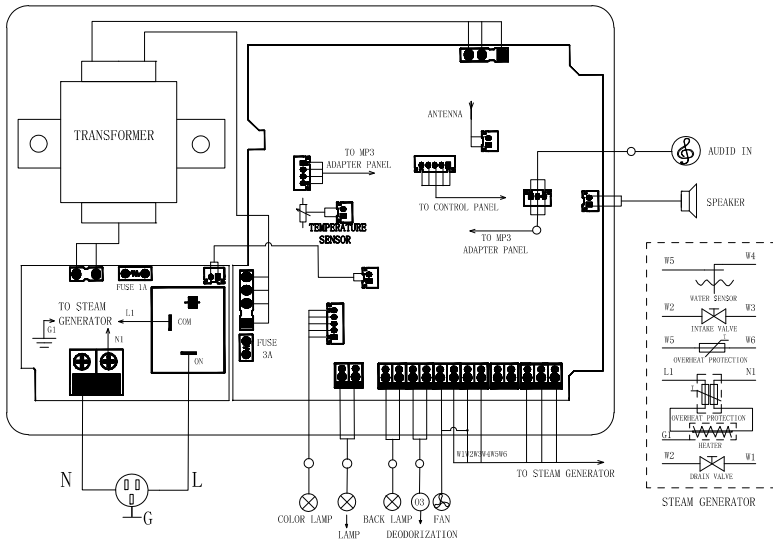 TRANSFORMER
ANTENNA
TO MP3
ADAPTER PANEL
AUDID IN
TO CONTROL PANEL
SPEAKER
TEMPERATURE
SENSOR
TO MP3
ADAPTER PANEL
FUSE 1A
TO STEAM
GENERATOR
L1
G1
N1
COM
ON
FUSE
3A
W5
W4
WATER SENSOR
W2
W3
INTAKE VALVE
T
W5
W6
OVERHEAT PROTECTION
L1
N1
T
OVERHEAT PROTECTION
G1
HEATER
W2
W1
DRAIN VALVE
STEAM GENERATOR
W1W2W3W4W5W6
TO STEAM GENERATOR
N
L
G
O3
COLOR LAMP
LAMP
BACK LAMP
DEODORIZATION
FAN